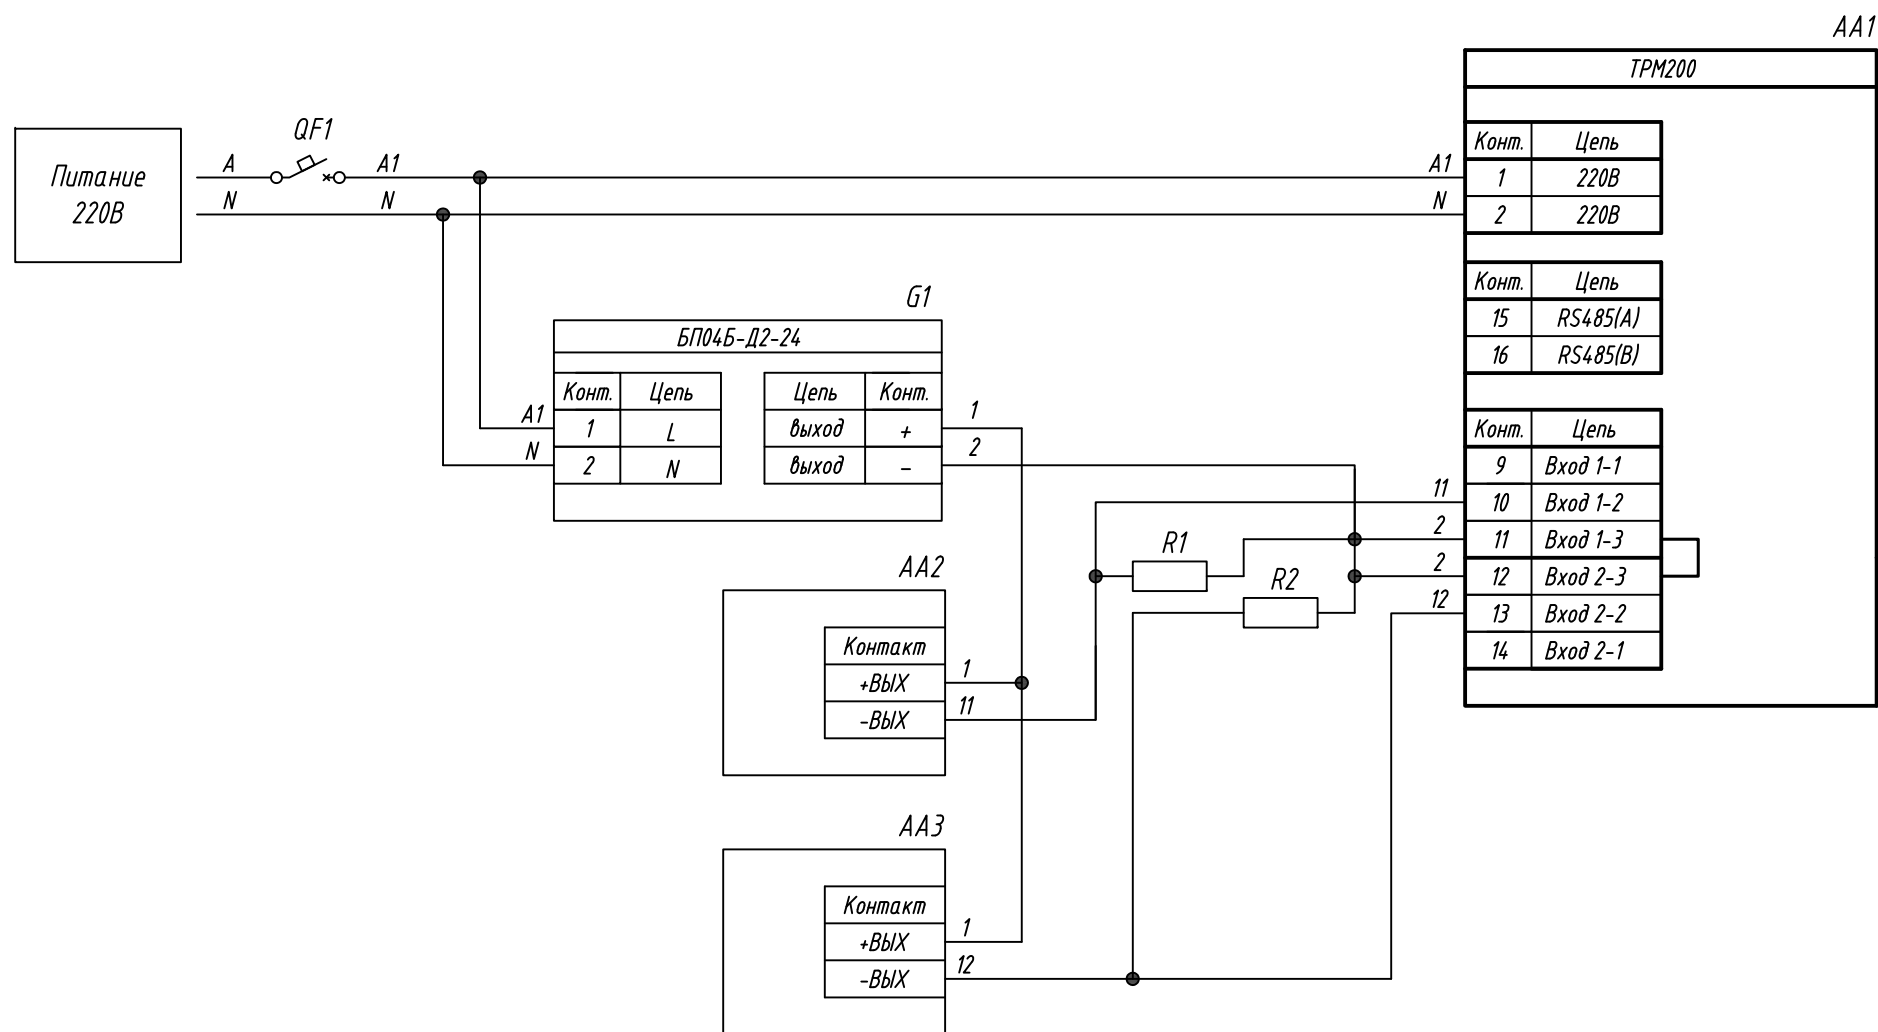 AA1
ТРМ200
QF1
Питание
220В
A
A1
A1
N
N
N
Конт. Цепь
1 220В
2 220В
Конт. Цепь
15 RS485(A)
16 RS485(B)
G1
БП04Б-Д2-24
Конт. Цепь
Цепь Конт.
A1
1 L
выход +
1
N
2 N
выход –
2
Конт. Цепь
9 Вход 1-1
11
10 Вход 1-2
2
11 Вход 1-3
2
12 Вход 2-3
12
13 Вход 2-2
14 Вход 2-1
R1
R2
AA2
Контакт
+ВЫХ
1
-ВЫХ
11
AA3
Контакт
+ВЫХ
1
-ВЫХ
12